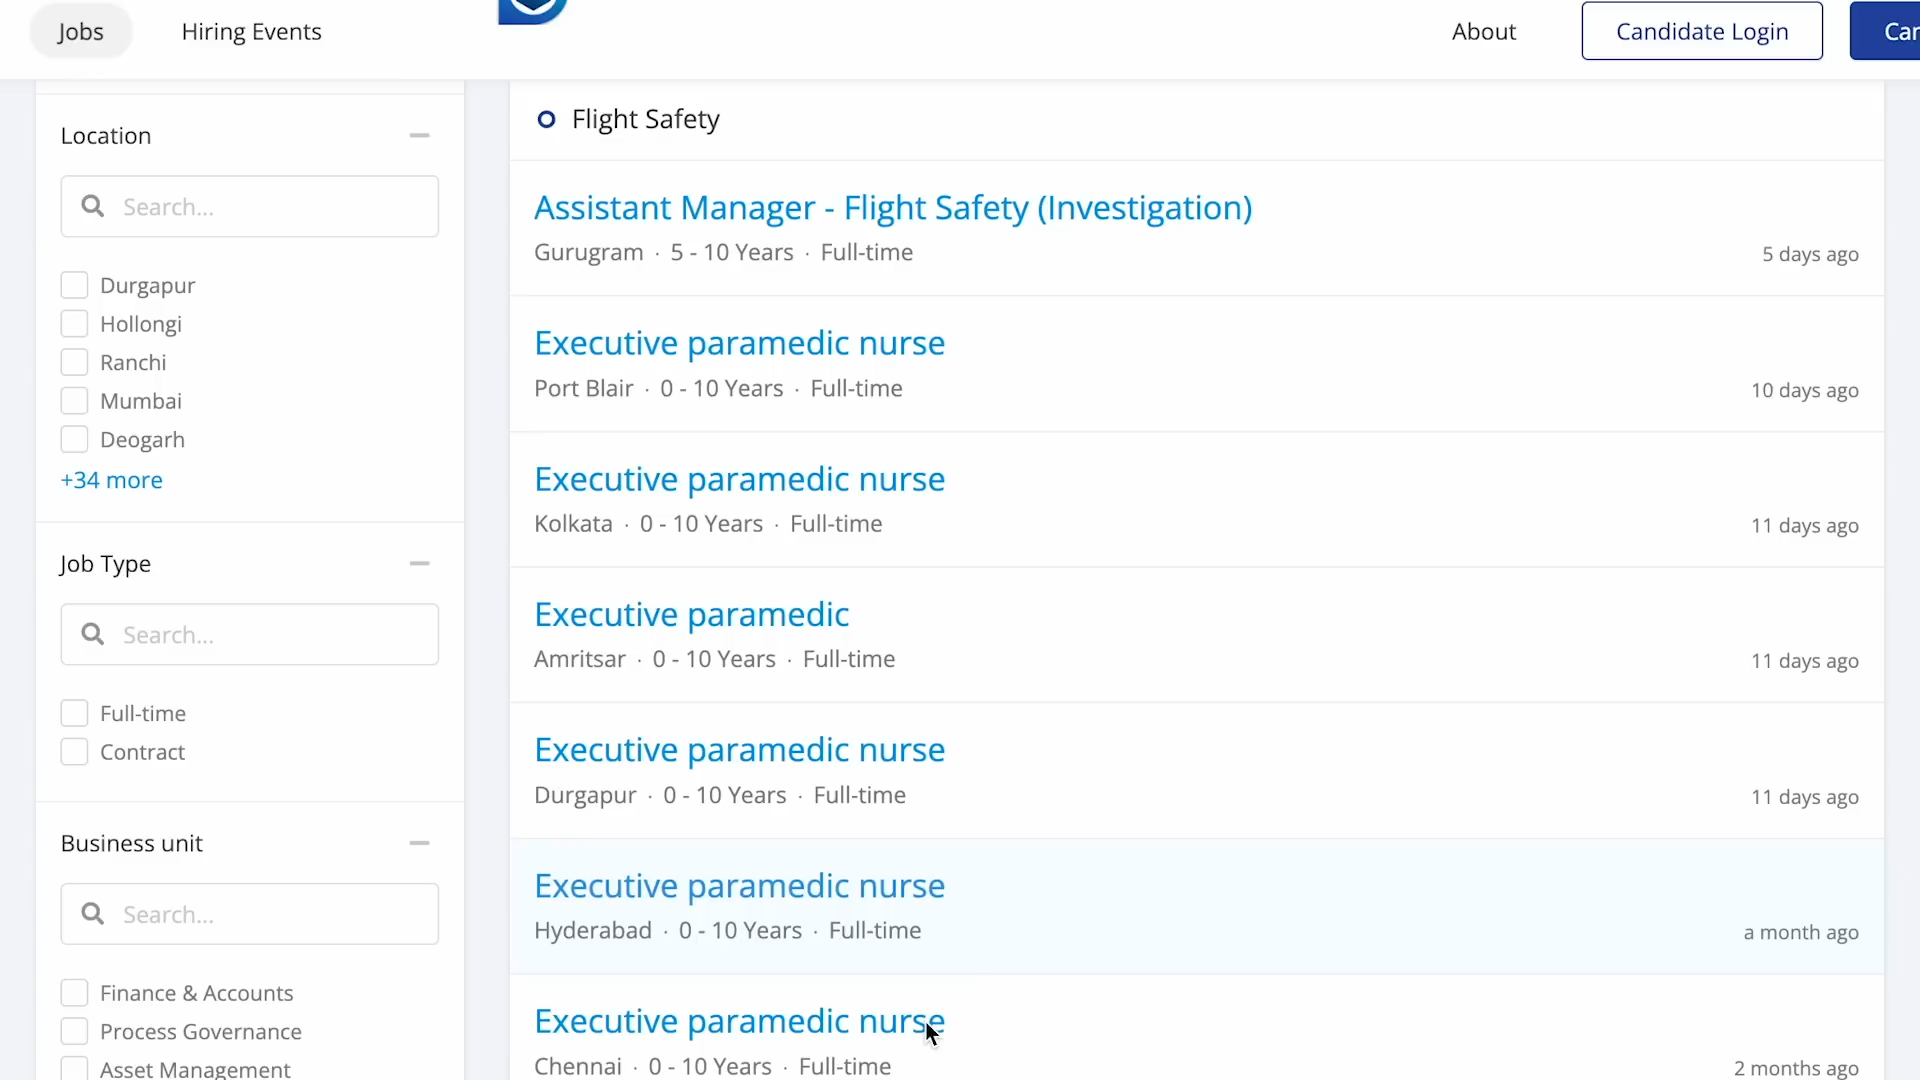 Jobs
Hiring Events
About
Candidate Login
Location
Search...
Durgapur
Hollongi
Ranchi
Mumbai
Deogarh
+34 more
Job Type
Search...
Full-time
Contract
Business unit
Search...
Finance & Accounts
Process Governance
Asset Management
Flight Safety
Assistant Manager - Flight Safety (Investigation)
Gurugram · 5 - 10 Years · Full-time
5 days ago
Executive paramedic nurse
Port Blair · 0 - 10 Years · Full-time
10 days ago
Executive paramedic nurse
Kolkata · 0 - 10 Years · Full-time
11 days ago
Executive paramedic
Amritsar · 0 - 10 Years · Full-time
11 days ago
Executive paramedic nurse
Durgapur · 0 - 10 Years · Full-time
11 days ago
Executive paramedic nurse
Hyderabad · 0 - 10 Years · Full-time
a month ago
Executive paramedic nurse
Chennai · 0 - 10 Years · Full-time
2 months ago